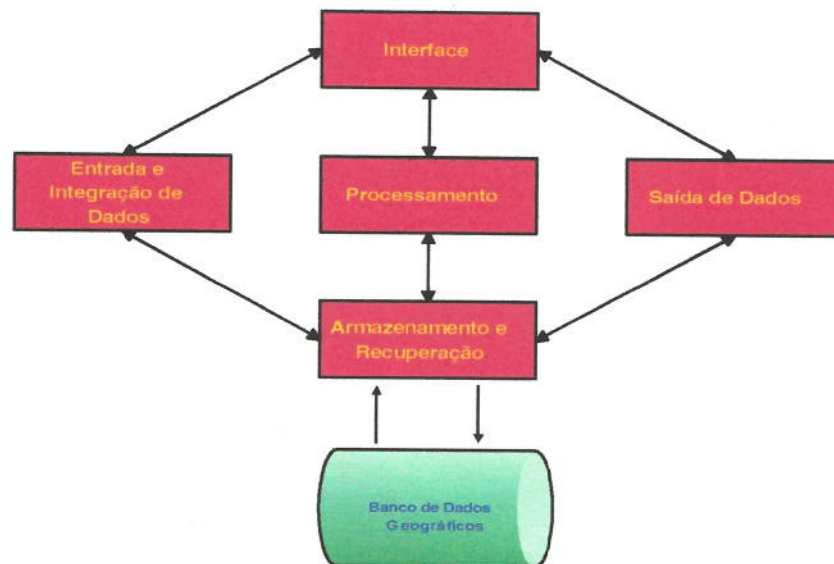 Interface
Entrada e
Integração de
Dados
Processamento
Saída de Dados
Armazenamento e
Recuperação
Banco de Dados
Geográficos